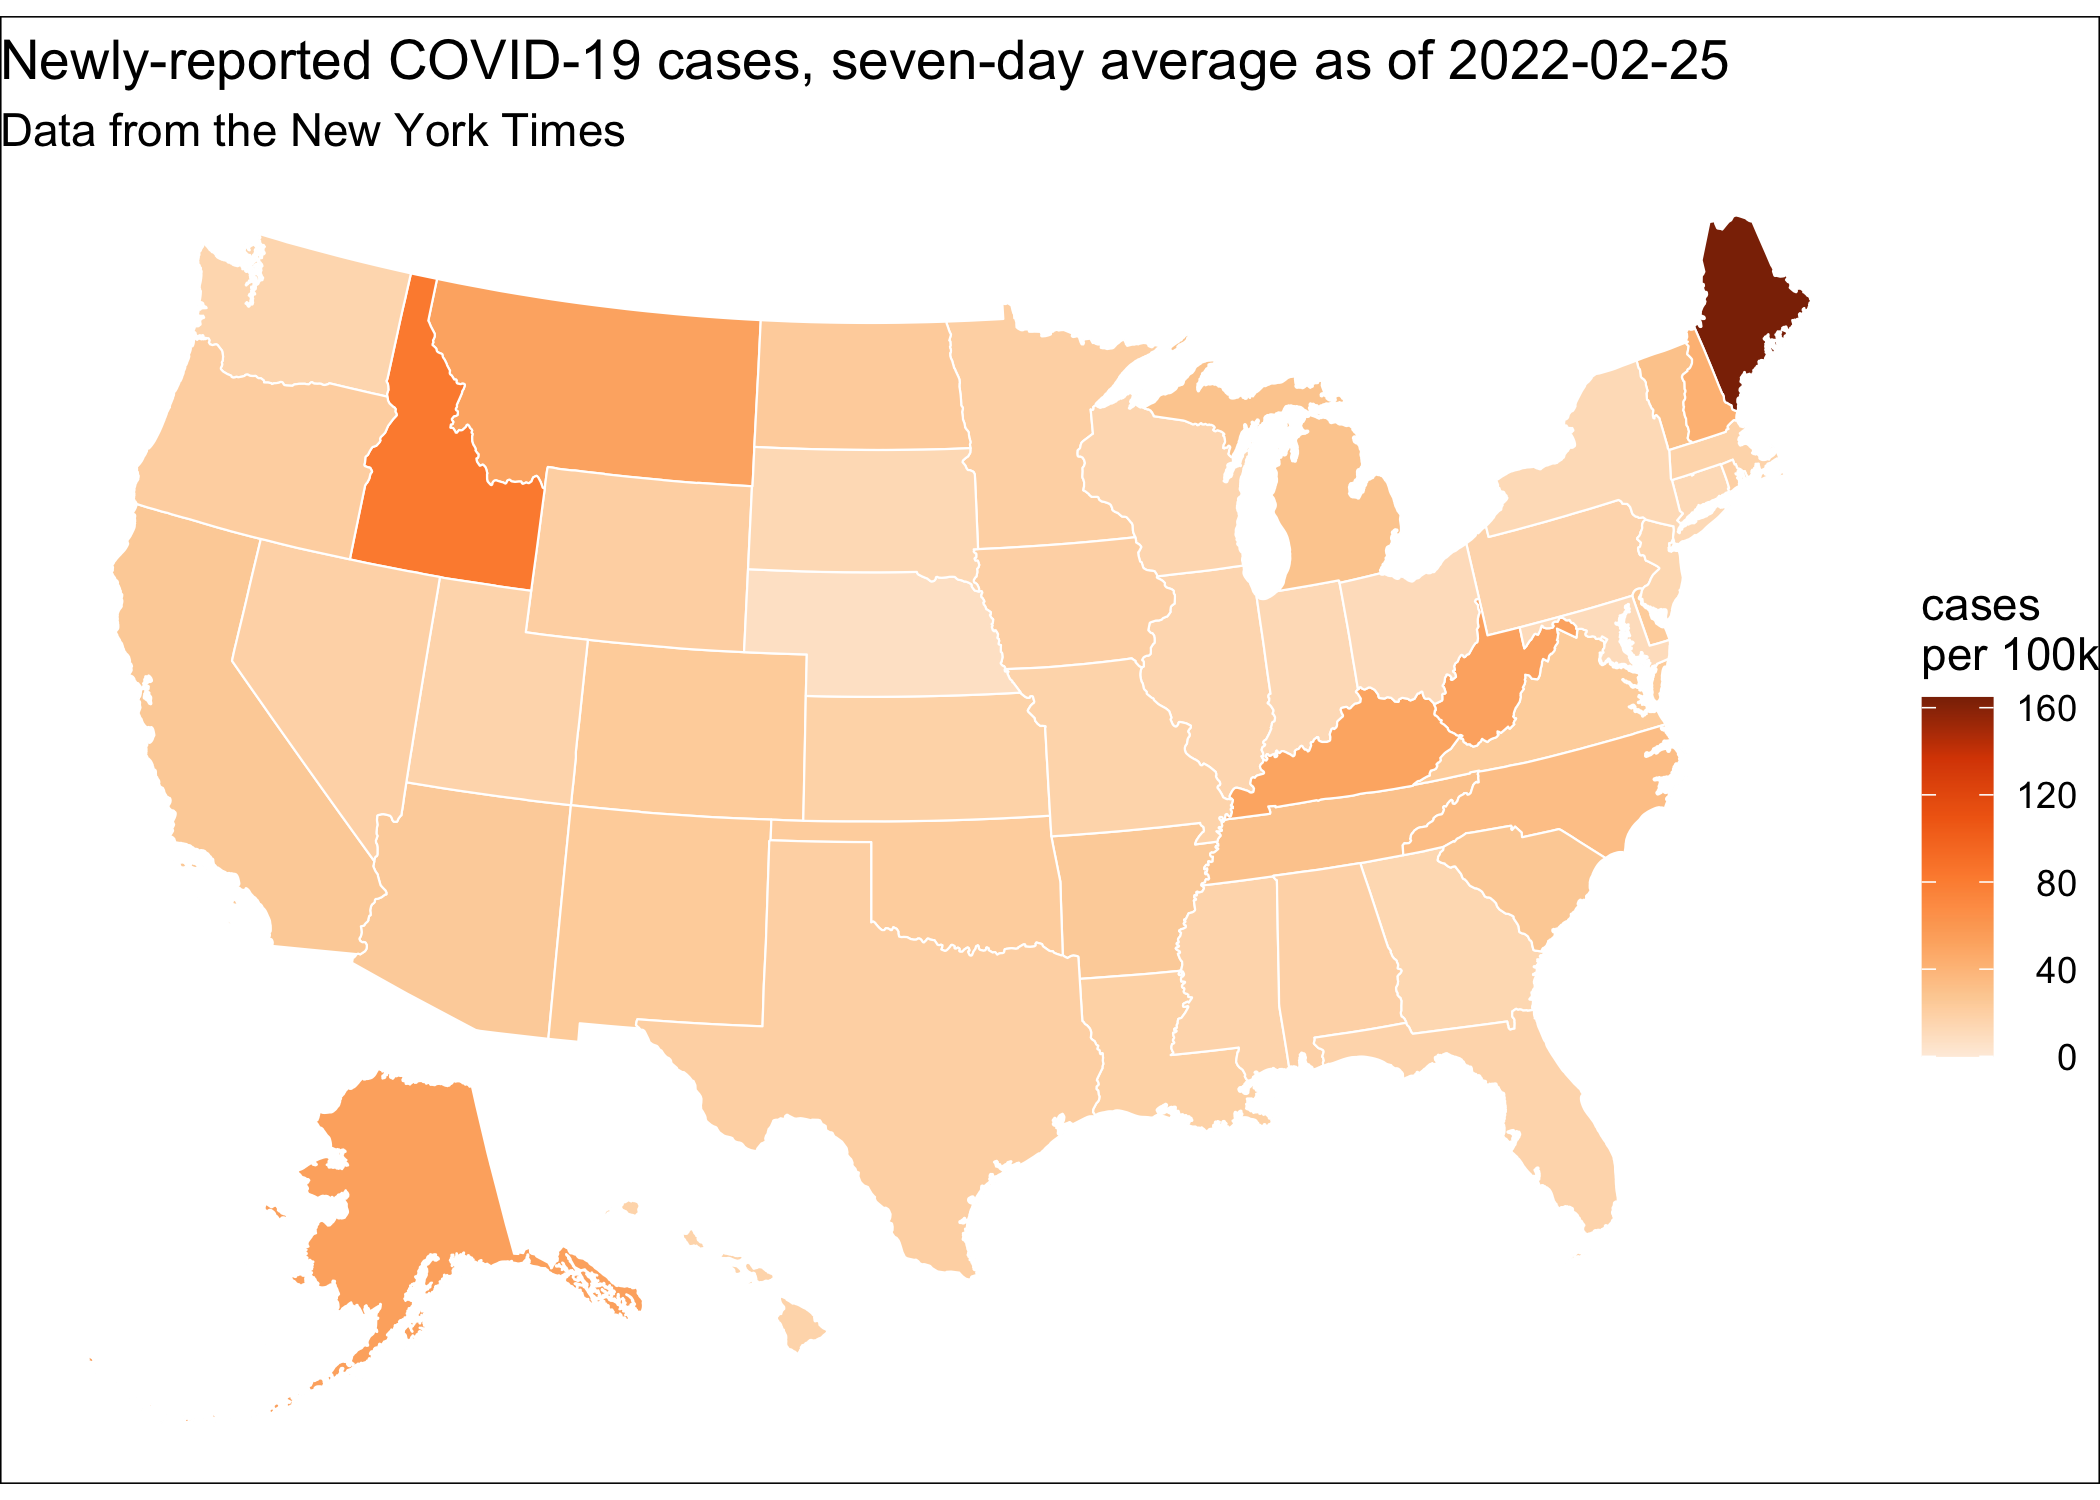 Newly-reported COVID-19 cases, seven-day average as of 2022-02-25
Data from the New York Times
cases
per 100k
160
120
80
40
0